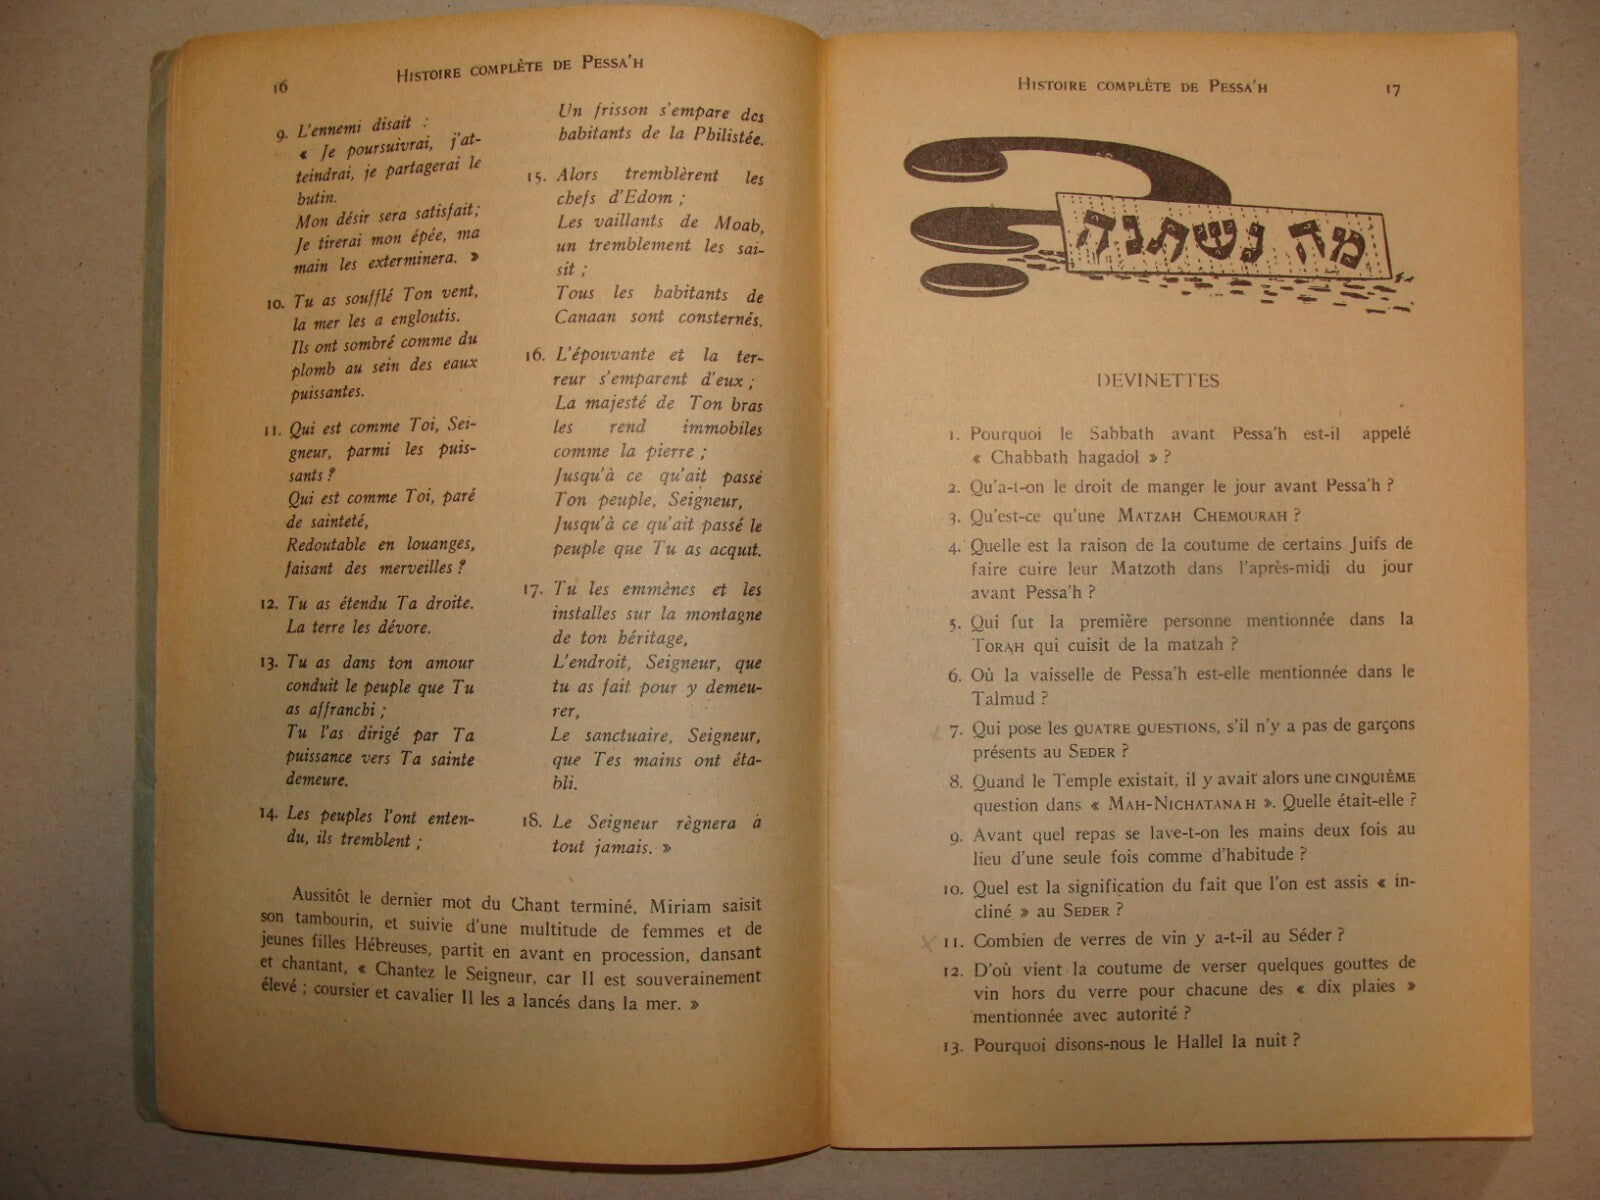 16
HISTOIRE COMPLÈTE DE PESSA'H
9. L'ennemi disait :
« Je poursuivrai, j'at-
teindrai, je partagerai le
butin.
Mon désir sera satisfait;
Je tirerai mon épée, ma
main les exterminera. »
10. Tu as soufflé Ton vent,
la mer les a engloutis.
Ils ont sombré comme du
plomb au sein des eaux
puissantes.
11. Qui est comme Toi, Sei-
gneur, parmi les puis-
sants ?
Qui est comme Toi, paré
de sainteté,
Redoutable en louanges,
faisant des merveilles ?
12. Tu as étendu Ta droite.
La terre les dévore.
13. Tu as dans ton amour
conduit le peuple que Tu
as affranchi ;
Tu l'as dirigé par Ta
puissance vers Ta sainte
demeure.
14. Les peuples l'ont enten-
du, ils tremblent ;
Un frisson s'empare des
habitants de la Philistée.
15. Alors tremblèrent les
chefs d'Edom ;
Les vaillants de Moab,
un tremblement les sai-
sit ;
Tous les habitants de
Canaan sont consternés.
16. L'épouvante et la ter-
reur s'emparent d'eux ;
La majesté de Ton bras
les rend immobiles
comme la pierre ;
Jusqu'à ce qu'ait passé
Ton peuple, Seigneur,
Jusqu'à ce qu'ait passé le
peuple que Tu as acquit.
17. Tu les emmènes et les
installes sur la montagne
de ton héritage,
L'endroit, Seigneur, que
tu as fait pour y demeu-
rer,
Le sanctuaire, Seigneur,
que Tes mains ont éta-
bli.
18. Le Seigneur règnera à
tout jamais. »
Aussitôt le dernier mot du Chant terminé, Miriam saisit
son tambourin, et suivie d'une multitude de femmes et de
jeunes filles Hébreuses, partit en avant en procession, dansant
et chantant, « Chantez le Seigneur, car Il est souverainement
élevé ; coursier et cavalier Il les a lancés dans la mer. »
HISTOIRE COMPLÈTE DE PESSA'H
17
מה נשתנה
DEVINETTES
1. Pourquoi le Sabbath avant Pessa'h est-il appelé
« Chabbath hagadol » ?
2. Qu'a-t-on le droit de manger le jour avant Pessa'h ?
3. Qu'est-ce qu'une MATZAH CHEMOURAH ?
4. Quelle est la raison de la coutume de certains Juifs de
faire cuire leur Matzoth dans l'après-midi du jour
avant Pessa'h ?
5. Qui fut la première personne mentionnée dans la
TORAH qui cuisit de la matzah ?
6. Où la vaisselle de Pessa'h est-elle mentionnée dans le
Talmud ?
7. Qui pose les QUATRE QUESTIONS, s'il n'y a pas de garçons
présents au SEDER ?
8. Quand le Temple existait, il y avait alors une CINQUIÈME
question dans « MAH-NICHATANAH ». Quelle était-elle ?
9. Avant quel repas se lave-t-on les mains deux fois au
lieu d'une seule fois comme d'habitude ?
10. Quel est la signification du fait que l'on est assis « in-
cliné » au SEDER ?
11. Combien de verres de vin y a-t-il au Séder ?
12. D'où vient la coutume de verser quelques gouttes de
vin hors du verre pour chacune des « dix plaies »
mentionnée avec autorité ?
13. Pourquoi disons-nous le Hallel la nuit ?